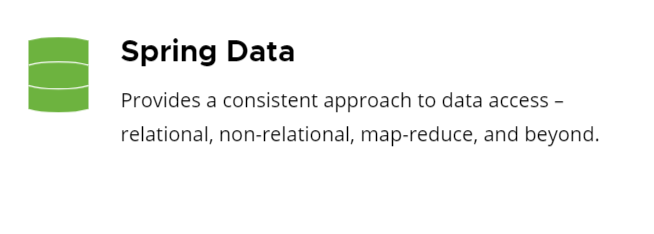 Spring Data
Provides a consistent approach to data access –
relational, non-relational, map-reduce, and beyond.